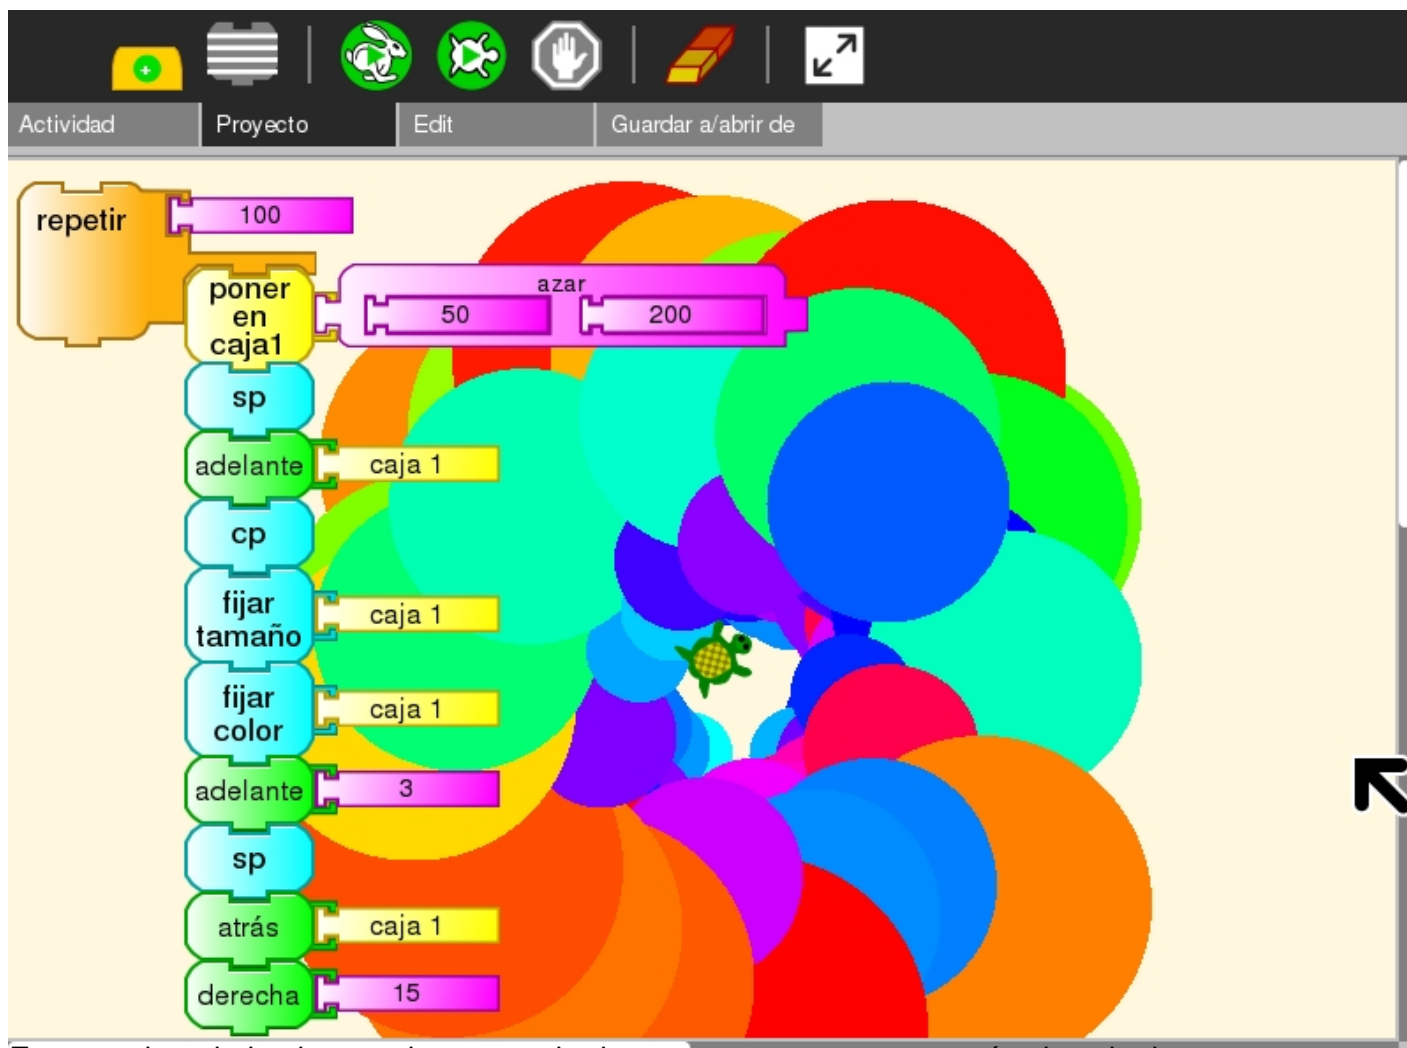 Actividad
Proyecto
Edit
Guardar a/abrir de
repetir
100
poner
en
caja1
azar
50
200
sp
adelante
caja 1
cp
fijar
tamaño
caja 1
fijar
color
caja 1
adelante
3
sp
atrás
caja 1
derecha
15